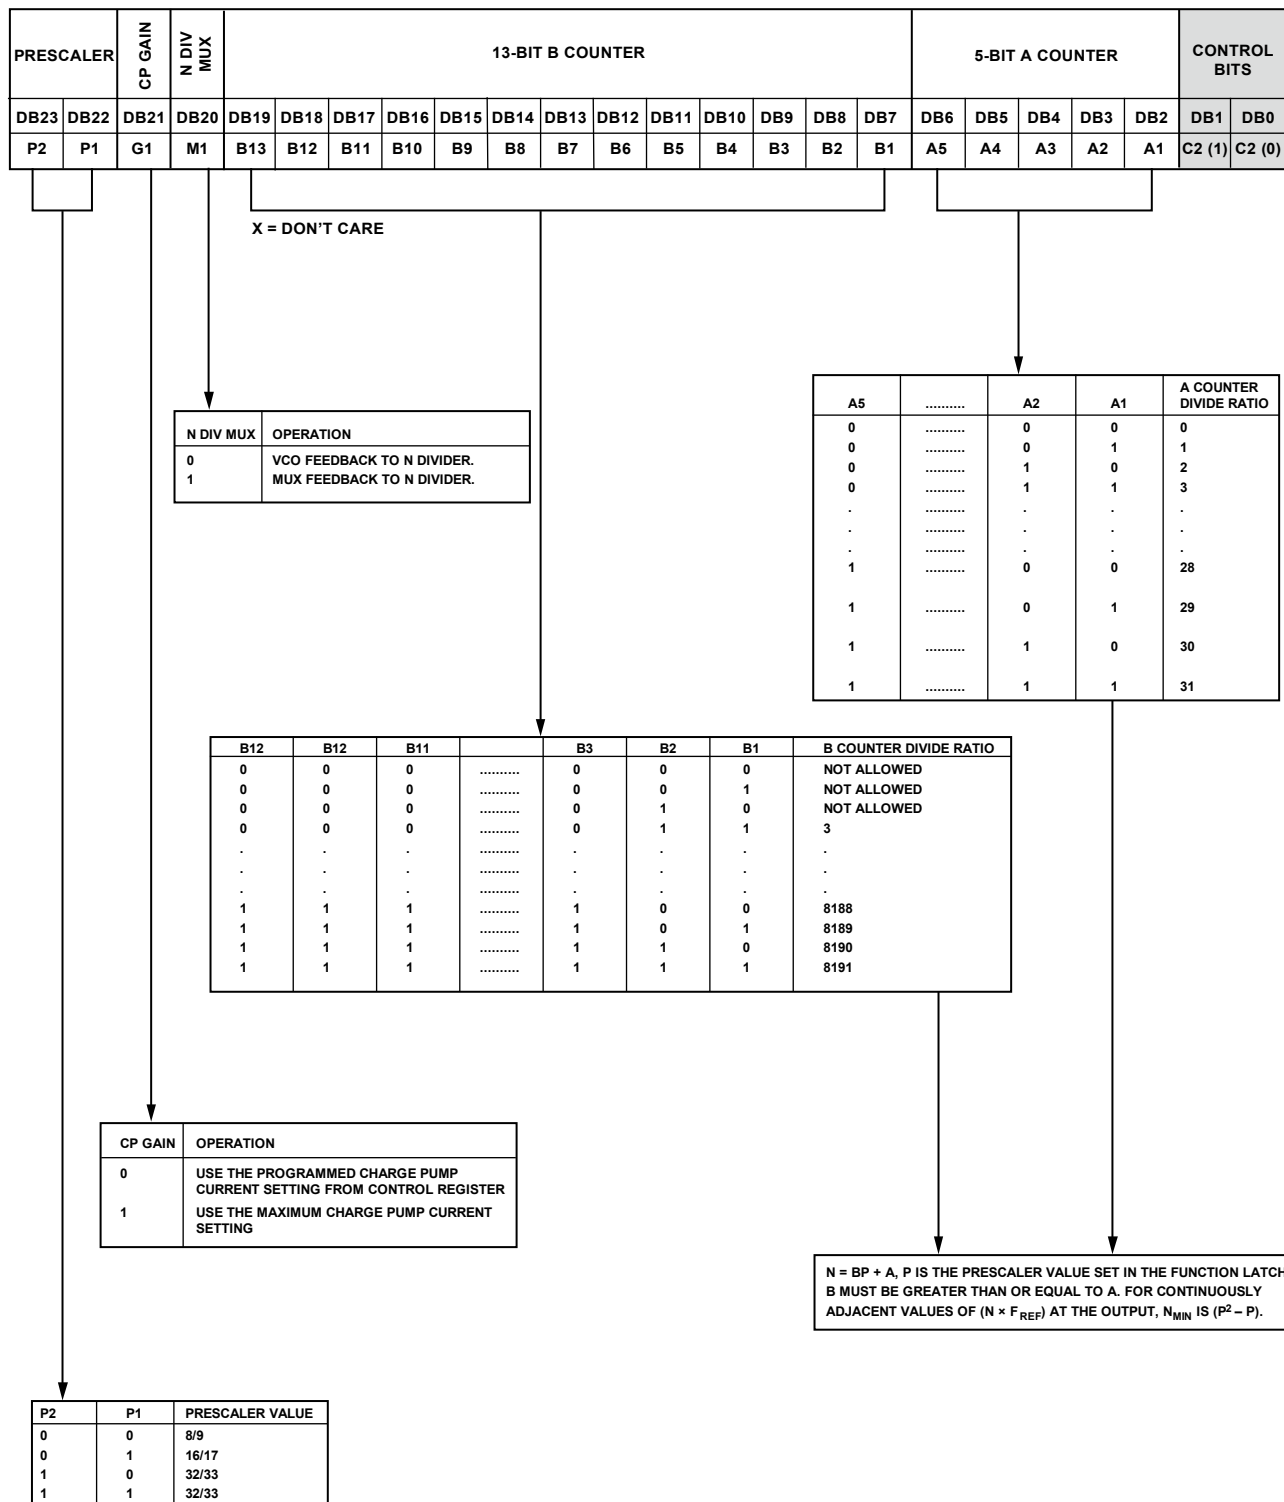 PRESCALER CP GAIN N DIV MUX 13-BIT B COUNTER 5-BIT A COUNTER CONTROL BITS
DB23 DB22 DB21 DB20 DB19 DB18 DB17 DB16 DB15 DB14 DB13 DB12 DB11 DB10 DB9 DB8 DB7 DB6 DB5 DB4 DB3 DB2 DB1 DB0
P2 P1 G1 M1 B13 B12 B11 B10 B9 B8 B7 B6 B5 B4 B3 B2 B1 A5 A4 A3 A2 A1 C2 (1) C2 (0)
X = DON'T CARE
A5 .......... A2 A1 A COUNTER DIVIDE RATIO
0 .......... 0 0 0
0 .......... 0 1 1
0 .......... 1 0 2
0 .......... 1 1 3
. .......... . . .
. .......... . . .
. .......... . . .
1 .......... 0 0 28
1 .......... 0 1 29
1 .......... 1 0 30
1 .......... 1 1 31
N DIV MUX OPERATION
0 VCO FEEDBACK TO N DIVIDER.
1 MUX FEEDBACK TO N DIVIDER.
B12 B12 B11 B3 B2 B1 B COUNTER DIVIDE RATIO
0 0 0 .......... 0 0 0 NOT ALLOWED
0 0 0 .......... 0 0 1 NOT ALLOWED
0 0 0 .......... 0 1 0 NOT ALLOWED
0 0 0 .......... 0 1 1 3
. . . .......... . . . .
. . . .......... . . . .
. . . .......... . . . .
1 1 1 .......... 1 0 0 8188
1 1 1 .......... 1 0 1 8189
1 1 1 .......... 1 1 0 8190
1 1 1 .......... 1 1 1 8191
CP GAIN OPERATION
0 USE THE PROGRAMMED CHARGE PUMP
CURRENT SETTING FROM CONTROL REGISTER
1 USE THE MAXIMUM CHARGE PUMP CURRENT
SETTING
N = BP + A, P IS THE PRESCALER VALUE SET IN THE FUNCTION LATCH
B MUST BE GREATER THAN OR EQUAL TO A. FOR CONTINUOUSLY
ADJACENT VALUES OF (N × F_REF) AT THE OUTPUT, N_MIN IS (P² – P).
P2 P1 PRESCALER VALUE
0 0 8/9
0 1 16/17
1 0 32/33
1 1 32/33